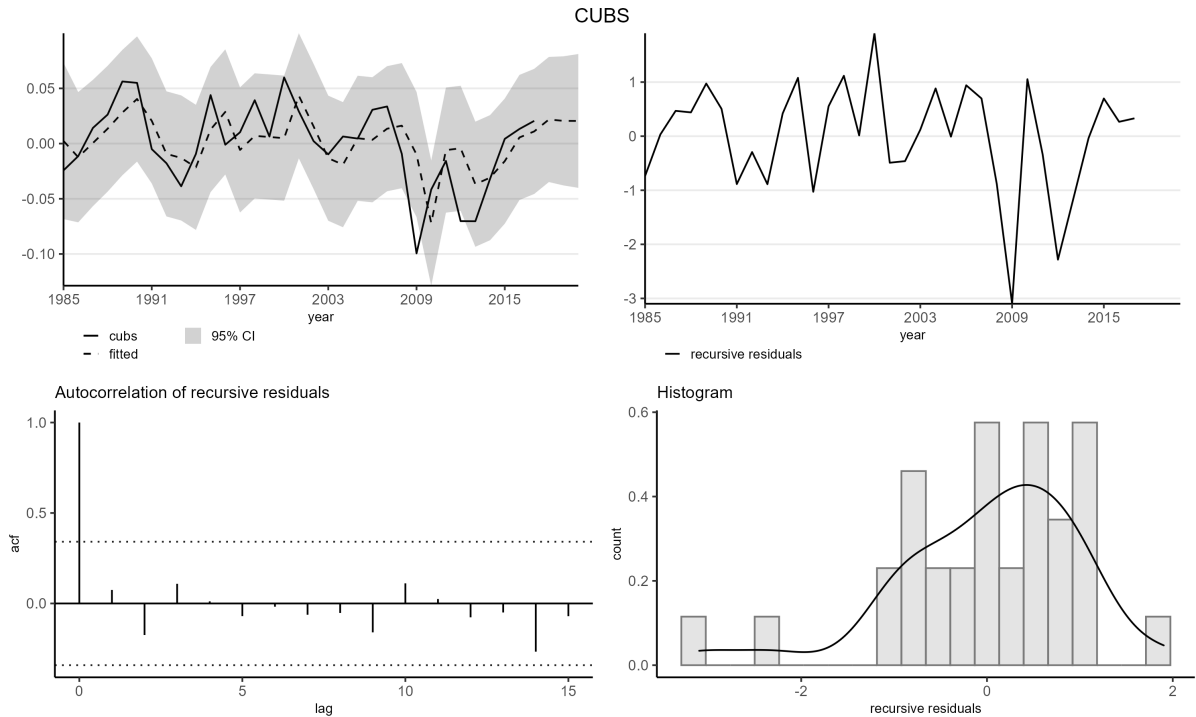 CUBS
0.05
0.00
-0.05
-0.10
1985 1991 1997 2003 2009 2015
year
cubs 95% CI
fitted
1
0
-1
-2
-3
1985 1991 1997 2003 2009 2015
year
recursive residuals
Autocorrelation of recursive residuals
acf
1.0
0.5
0.0
0 5 10 15
lag
Histogram
count
0.6
0.4
0.2
0.0
-2 0 2
recursive residuals